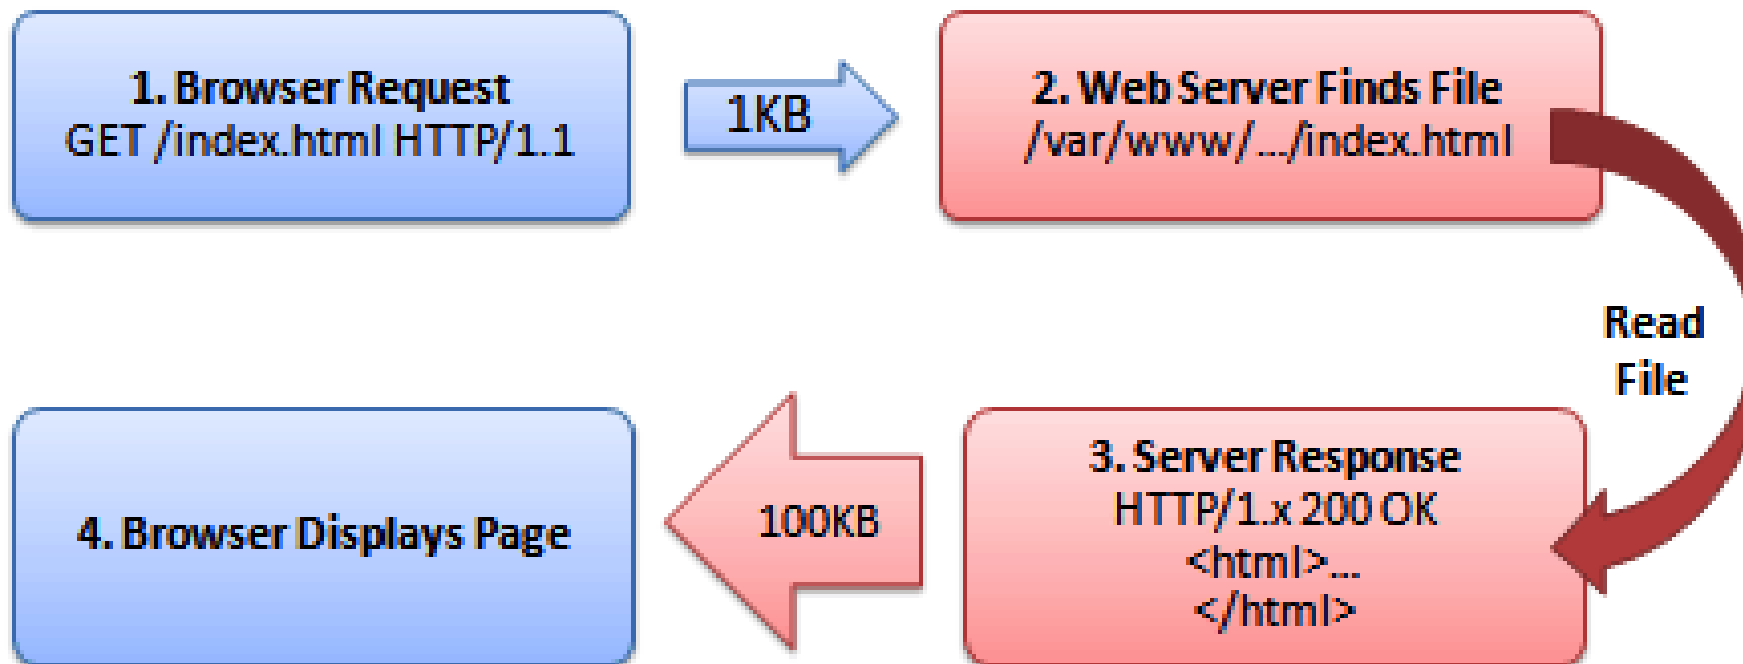 1. Browser Request
GET /index.html HTTP/1.1
1KB
2. Web Server Finds File
/var/www/.../index.html
Read
File
3. Server Response
HTTP/1.x 200 OK
<html>...
</html>
100KB
4. Browser Displays Page